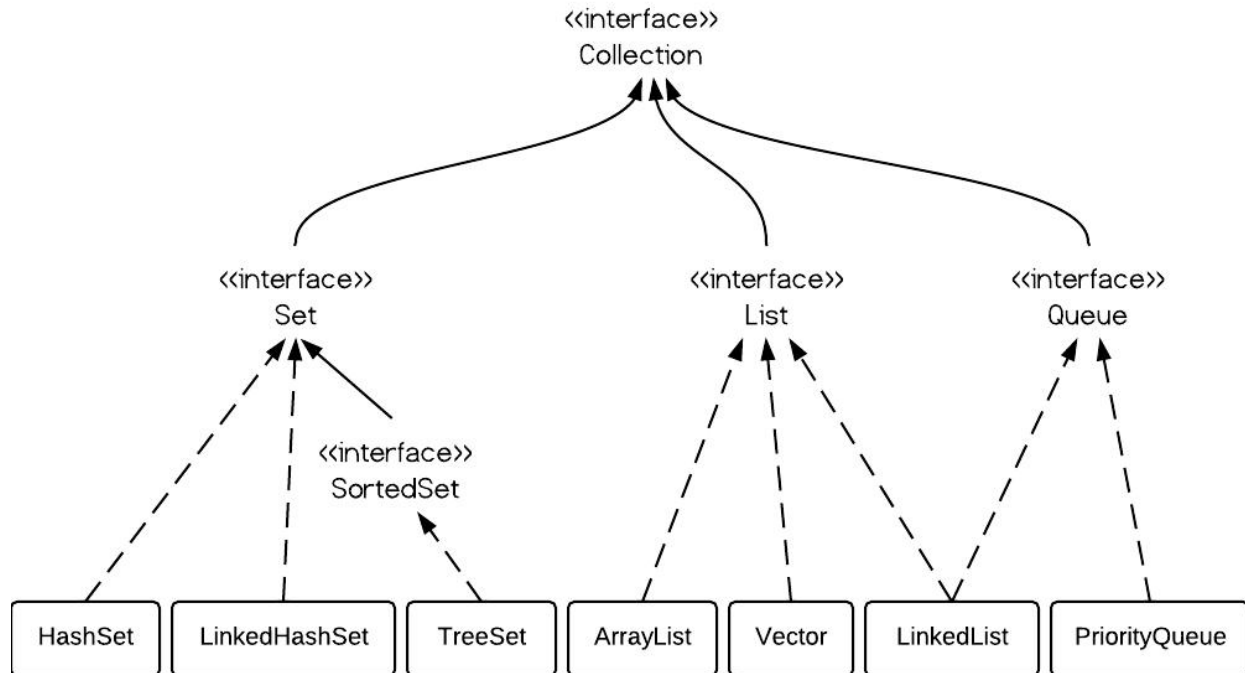 <<interface>>
Collection
<<interface>>
Set
<<interface>>
List
<<interface>>
Queue
<<interface>>
SortedSet
HashSet
LinkedHashSet
TreeSet
ArrayList
Vector
LinkedList
PriorityQueue